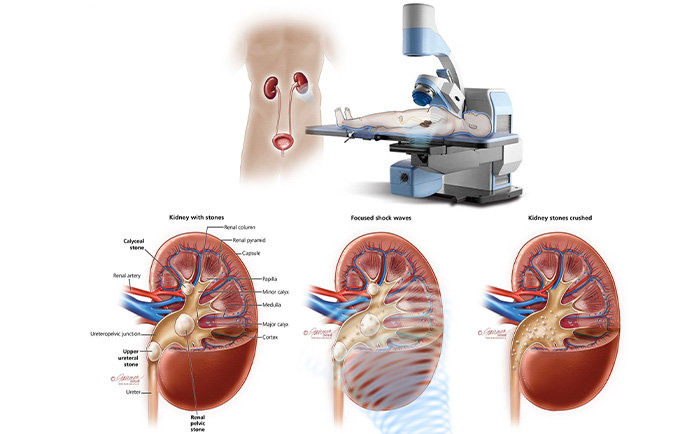 Kidney with stones
Focused shock waves
Kidney stones crushed
Renal column
Calyceal
stone
Renal pyramid
Capsule
Renal artery
Papilla
Minor calyx
Medulla
Ureteropelvic junction
Major calyx
Cortex
Upper
ureteral
stone
Ureter
Renal
pelvic
stone